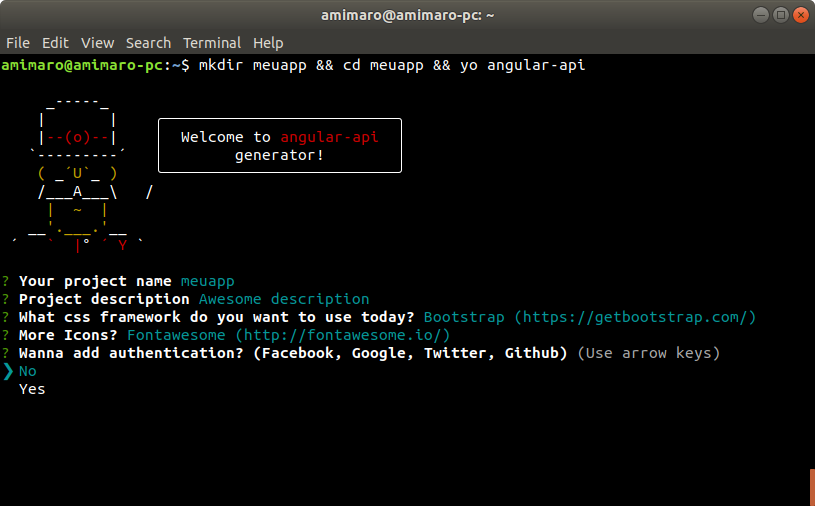 amimaro@amimaro-pc: ~
File Edit View Search Terminal Help
amimaro@amimaro-pc:~$ mkdir meuapp && cd meuapp && yo angular-api
     _-----_
    |       |
    |--(o)--|
   `---------´
    ( _´U`_ )
    /___A___\   /
     |  ~  |
   __'.___.'__
 ´   `  |° ´ Y `
Welcome to angular-api
generator!
? Your project name meuapp
? Project description Awesome description
? What css framework do you want to use today? Bootstrap (https://getbootstrap.com/)
? More Icons? Fontawesome (http://fontawesome.io/)
? Wanna add authentication? (Facebook, Google, Twitter, Github) (Use arrow keys)
❯ No
Yes